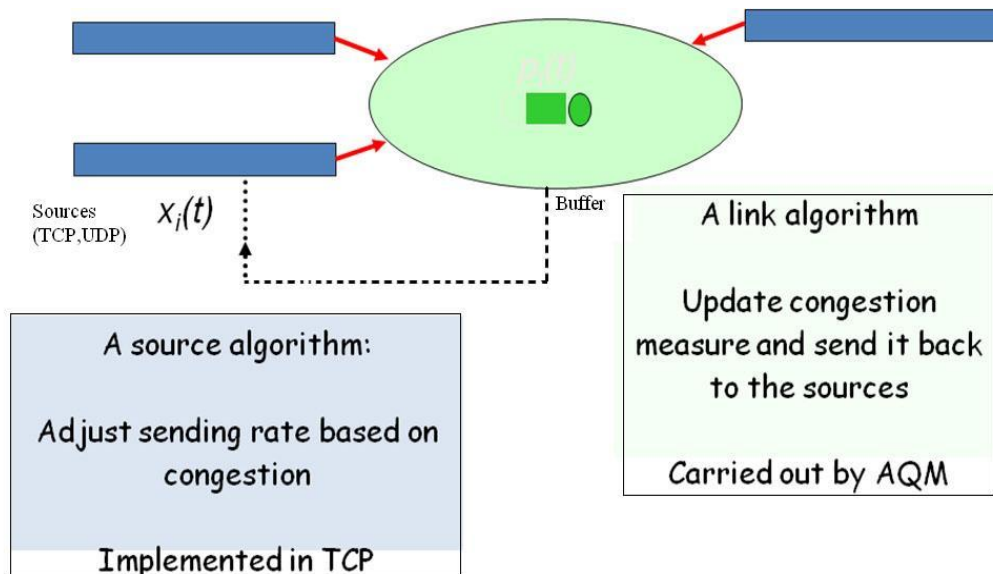 p_l(t)
Sources
(TCP,UDP)
x_i(t)
Buffer
A link algorithm
Update congestion
measure and send it back
to the sources
Carried out by AQM
A source algorithm:
Adjust sending rate based on
congestion
Implemented in TCP